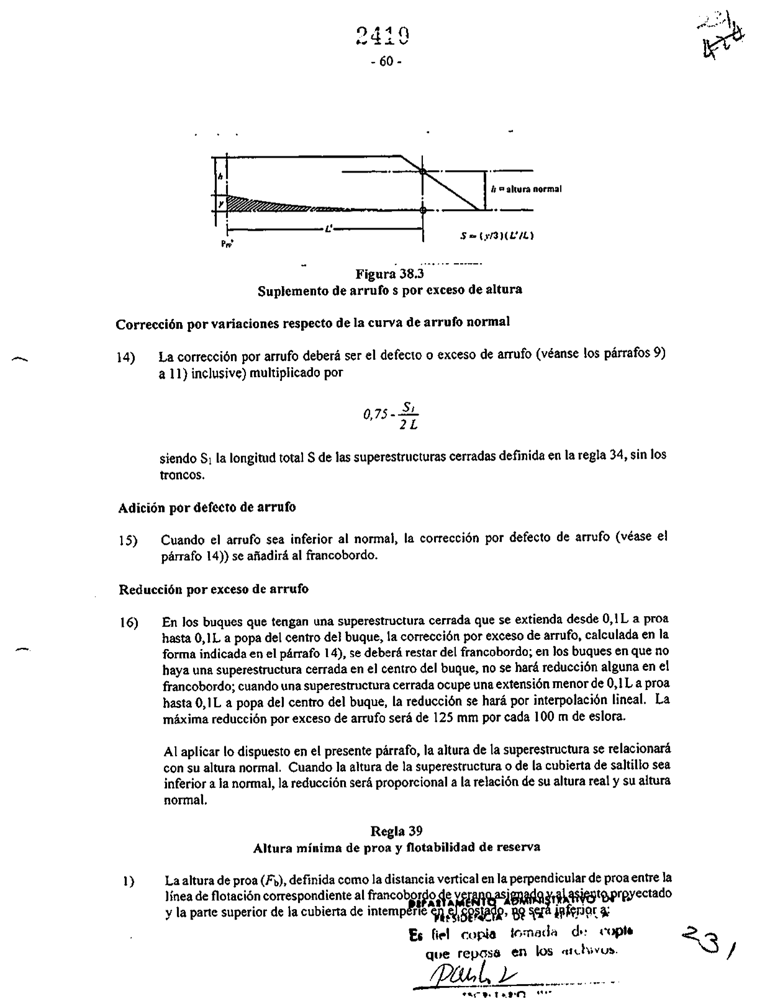 2419
- 60 -
h
y
h = altura normal
L'
S = (y/3)(L'/L)
Figura 38.3
Suplemento de arrufo s por exceso de altura
Corrección por variaciones respecto de la curva de arrufo normal
14) La corrección por arrufo deberá ser el defecto o exceso de arrufo (véanse los párrafos 9)
a 11) inclusive) multiplicado por
0,75 - S1
2 L
siendo S1 la longitud total S de las superestructuras cerradas definida en la regla 34, sin los
troncos.
Adición por defecto de arrufo
15) Cuando el arrufo sea inferior al normal, la corrección por defecto de arrufo (véase el
párrafo 14)) se añadirá al francobordo.
Reducción por exceso de arrufo
16) En los buques que tengan una superestructura cerrada que se extienda desde 0,1L a proa
hasta 0,1L a popa del centro del buque, la corrección por exceso de arrufo, calculada en la
forma indicada en el párrafo 14), se deberá restar del francobordo; en los buques en que no
haya una superestructura cerrada en el centro del buque, no se hará reducción alguna en el
francobordo; cuando una superestructura cerrada ocupe una extensión menor de 0,1L a proa
hasta 0,1L a popa del centro del buque, la reducción se hará por interpolación lineal. La
máxima reducción por exceso de arrufo será de 125 mm por cada 100 m de eslora.
Al aplicar lo dispuesto en el presente párrafo, la altura de la superestructura se relacionará
con su altura normal. Cuando la altura de la superestructura o de la cubierta de saltillo sea
inferior a la normal, la reducción será proporcional a la relación de su altura real y su altura
normal.
Regla 39
Altura mínima de proa y flotabilidad de reserva
1) La altura de proa (Fb), definida como la distancia vertical en la perpendicular de proa entre la
línea de flotación correspondiente al francobordo de verano asignado y al asiento proyectado
y la parte superior de la cubierta de intemperie en el costado, no será inferior a:
DEPARTAMENTO ADMINISTRATIVO DE LA
PRESIDENCIA DE LA
Es fiel copia tomada de copia
que reposa en los archivos.
231